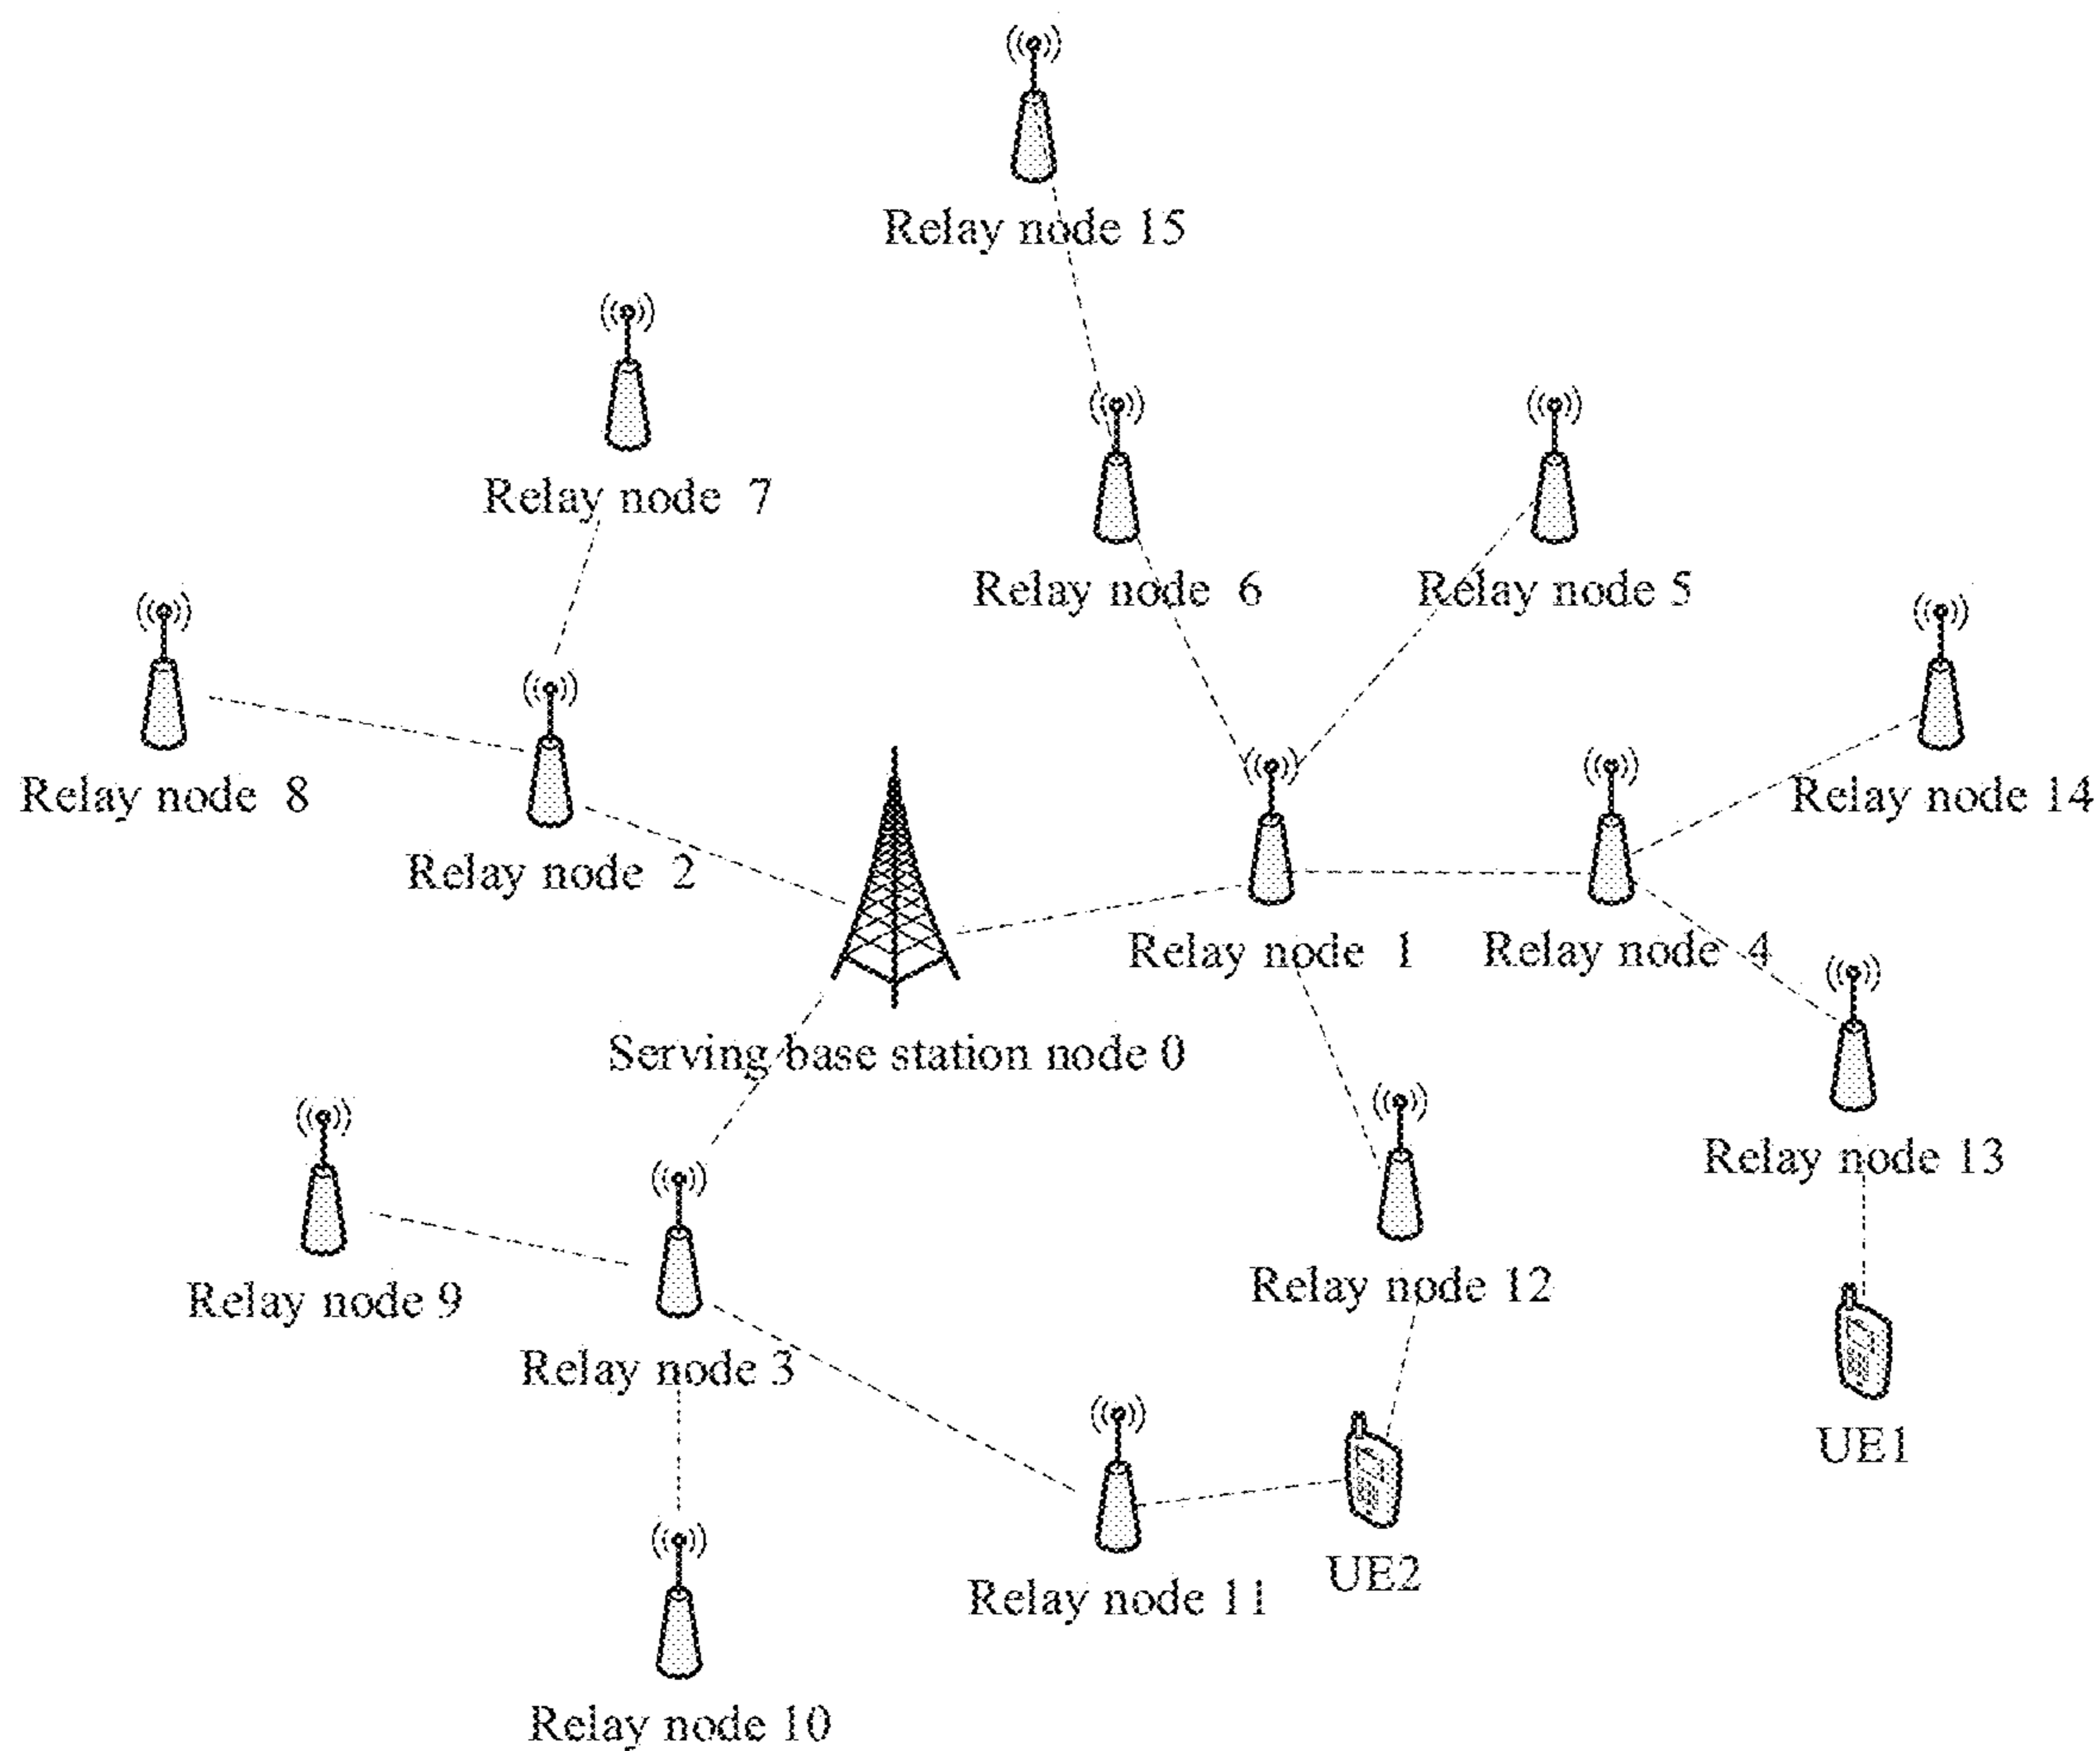 Relay node 15
Relay node 7
Relay node 6
Relay node 5
Relay node 8
Relay node 14
Relay node 2
Relay node 1
Relay node 4
Serving base station node 0
Relay node 13
Relay node 9
Relay node 12
Relay node 3
UE1
UE2
Relay node 11
Relay node 10